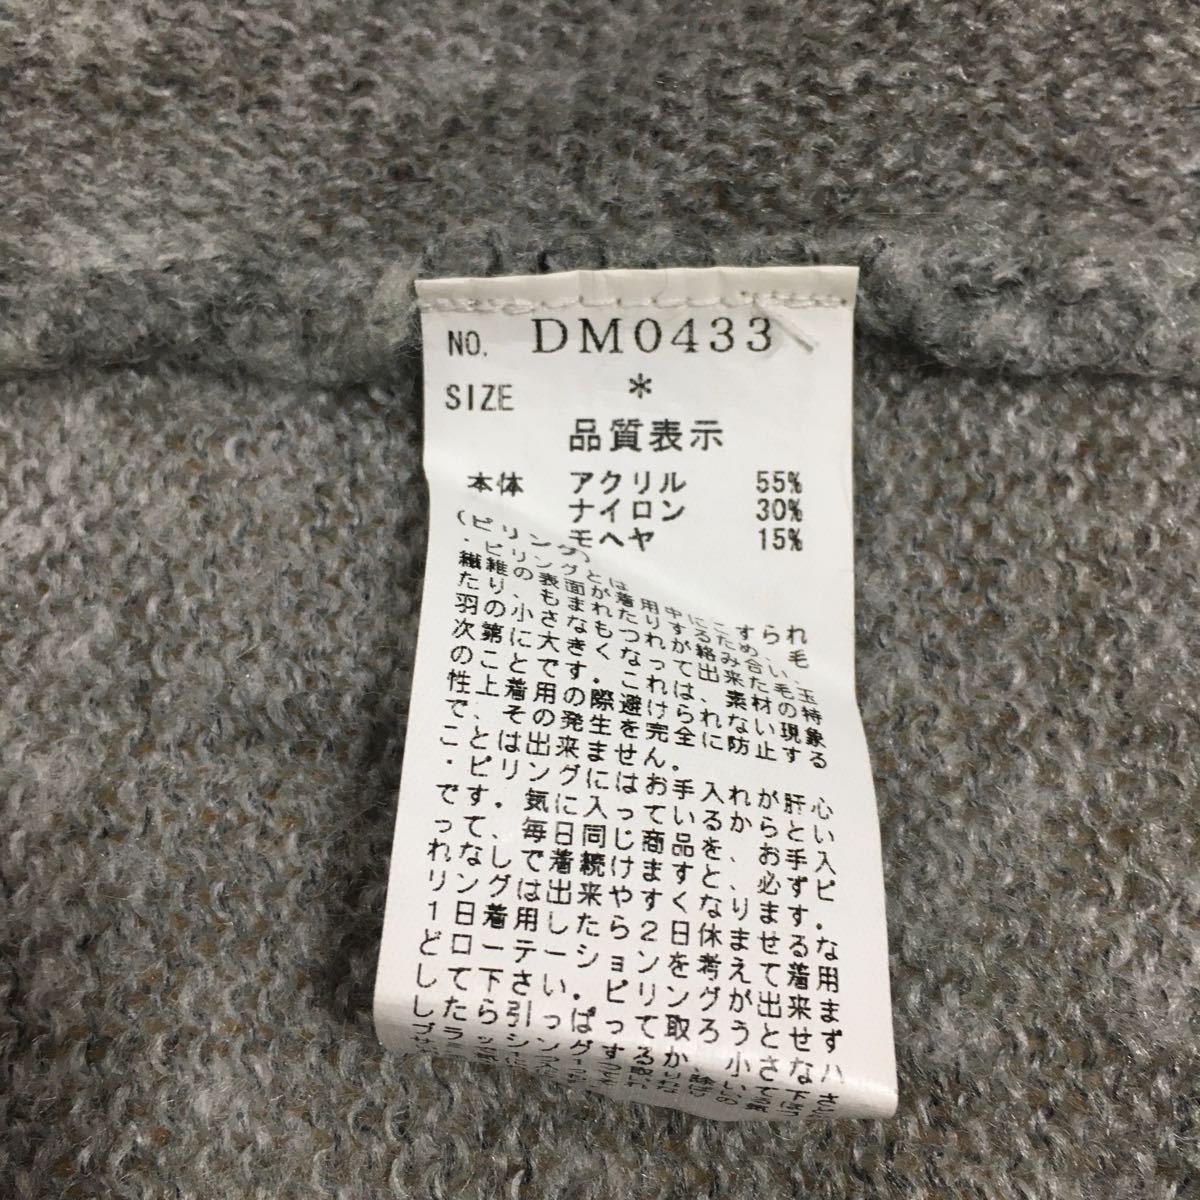 NO. DM0433
SIZE *
品質表示
本体 アクリル 55%
ナイロン 30%
モヘヤ 15%
(ピリング)
・ピリングとは
繊維の表面が着用中にこすられ
たり、もまれたりするため、毛
羽の小さなもつれが絡み合い、
次第に大きくなって出来た毛玉
のことです。これは、素材の特
性上着用の際避けられない現象
で、その発生を完全に防止する
ことは出来ません。
・ピリングにはお手入れが肝心
です。気に入っているからとい
って、毎日同じ商品を、お手入
れなしで着続けますと、必ずピ
リングは出来やすくなります。
1日着用したら2日休ませるな
どローテーションを考えて着用
して下さい。ピリングが出来ま
したら引っぱって取ろうとせず